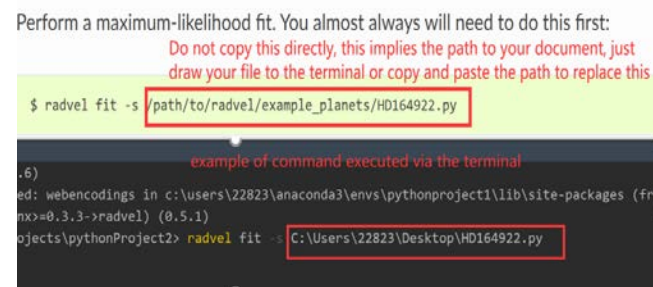 Perform a maximum-likelihood fit. You almost always will need to do this first:
Do not copy this directly, this implies the path to your document, just
draw your file to the terminal or copy and paste the path to replace this
$ radvel fit -s /path/to/radvel/example_planets/HD164922.py
example of command executed via the terminal
.6)
ed: webencodings in c:\users\22823\anaconda3\envs\pythonproject1\lib\site-packages (fr
nx>=0.3.3->radvel) (0.5.1)
ojects\pythonProject2> radvel fit -s C:\Users\22823\Desktop\HD164922.py